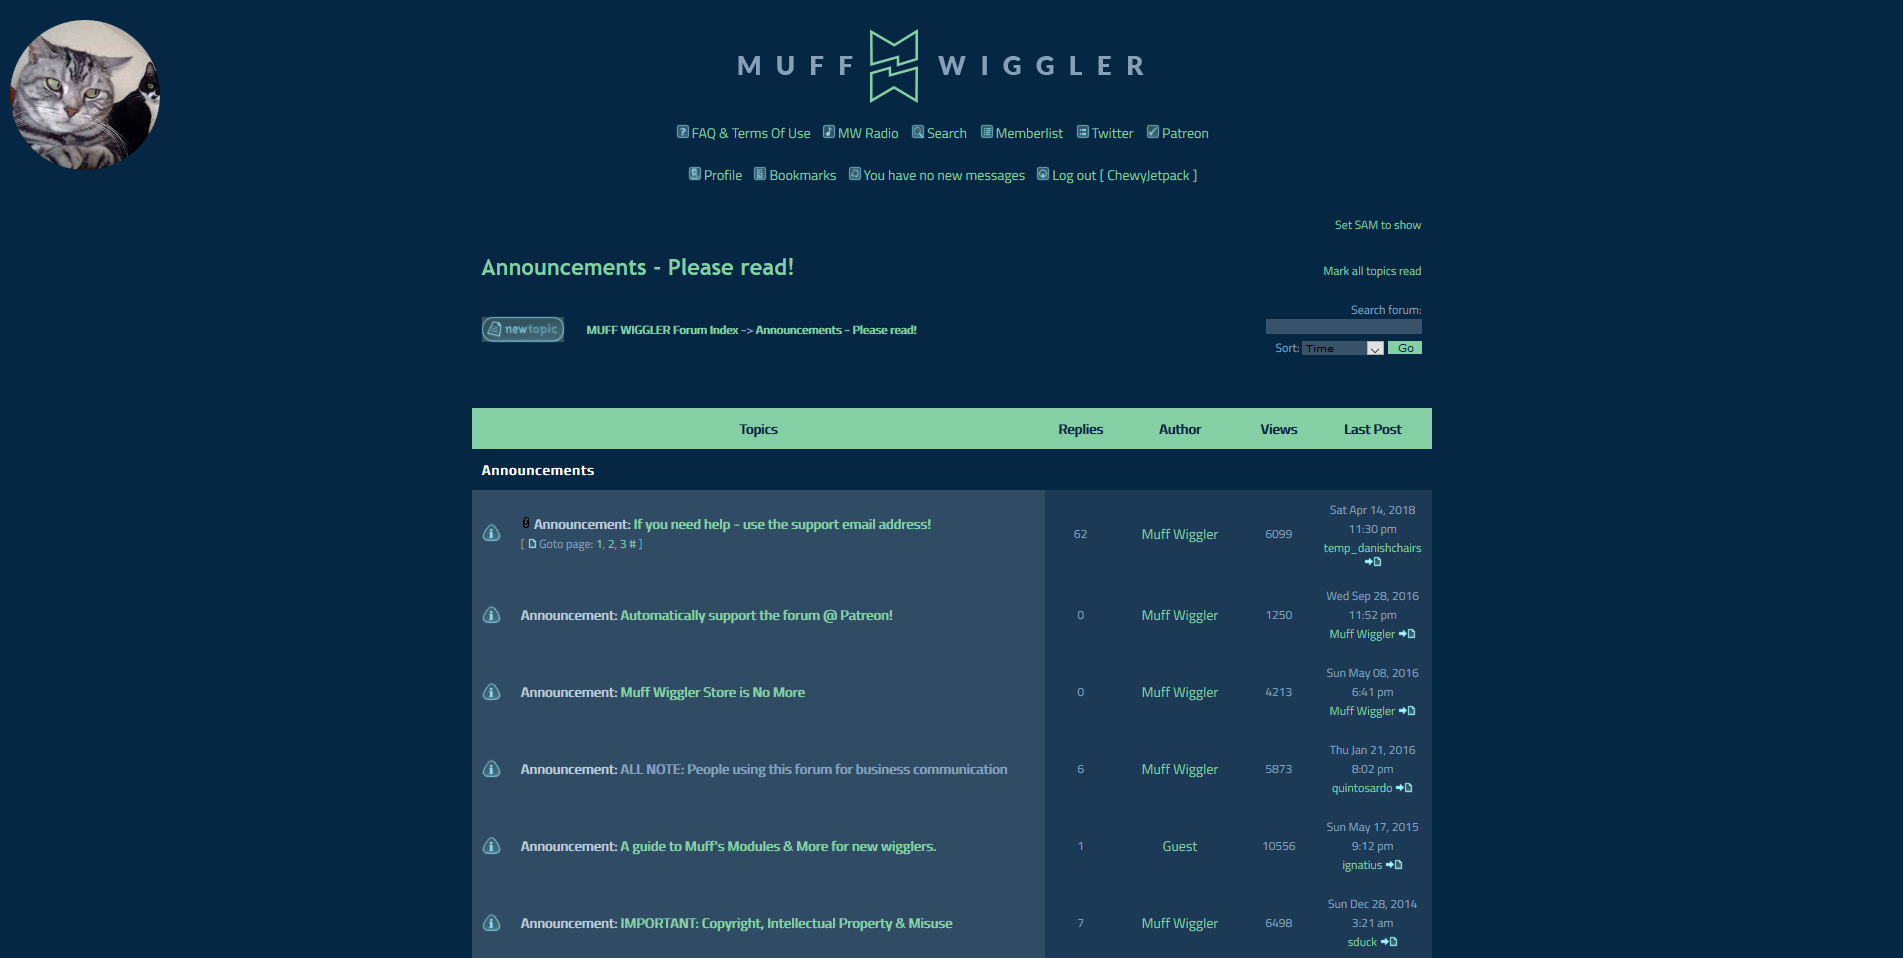 MUFF WIGGLER
FAQ & Terms Of Use MW Radio Search Memberlist Twitter Patreon
Profile Bookmarks You have no new messages Log out [ ChewyJetpack ]
Set SAM to show
Announcements - Please read!
Mark all topics read
Search forum:
newtopic MUFF WIGGLER Forum Index -> Announcements - Please read!
Sort: Time Go
Topics Replies Author Views Last Post
Announcements
Announcement: If you need help - use the support email address!
[ Goto page: 1, 2, 3 # ]
62 Muff Wiggler 6099
Sat Apr 14, 2018
11:30 pm
temp_danishchairs
Announcement: Automatically support the forum @ Patreon! 0 Muff Wiggler 1250
Wed Sep 28, 2016
11:52 pm
Muff Wiggler
Announcement: Muff Wiggler Store is No More 0 Muff Wiggler 4213
Sun May 08, 2016
6:41 pm
Muff Wiggler
Announcement: ALL NOTE: People using this forum for business communication 6 Muff Wiggler 5873
Thu Jan 21, 2016
8:02 pm
quintosardo
Announcement: A guide to Muff's Modules & More for new wigglers. 1 Guest 10556
Sun May 17, 2015
9:12 pm
ignatius
Announcement: IMPORTANT: Copyright, Intellectual Property & Misuse 7 Muff Wiggler 6498
Sun Dec 28, 2014
3:21 am
sduck